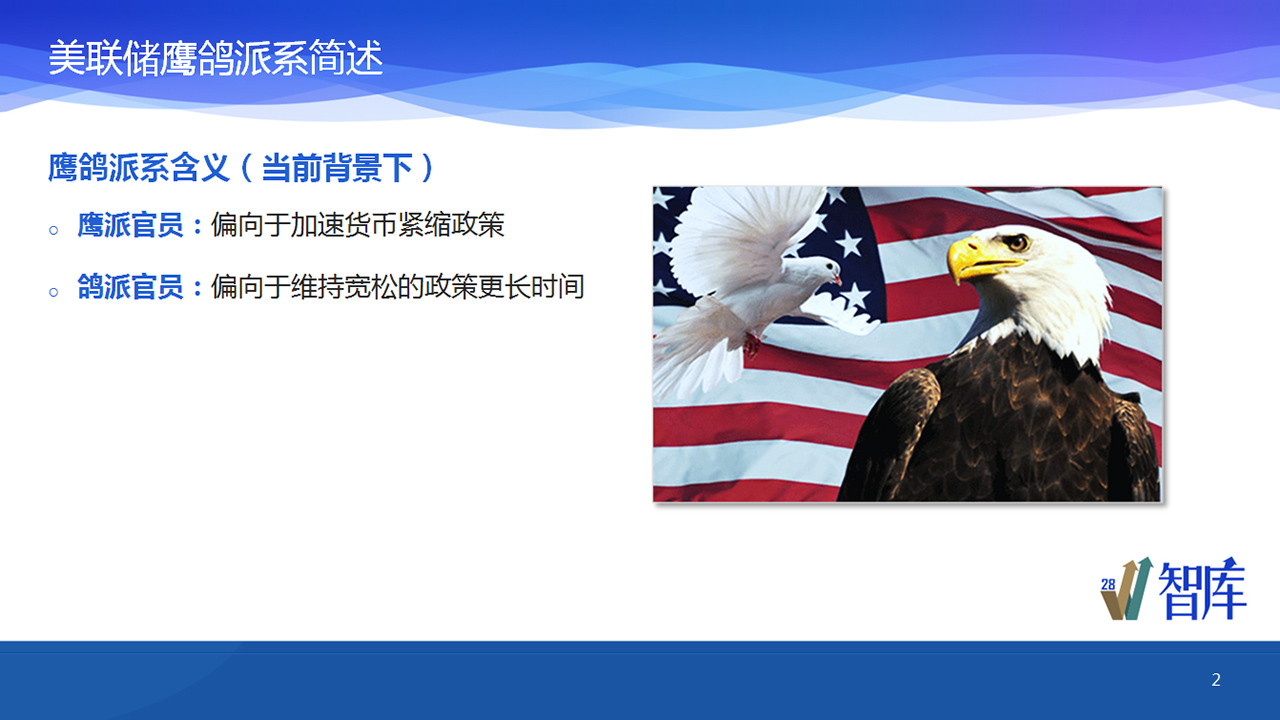 美联储鹰鸽派系简述
鹰鸽派系含义（当前背景下）
鹰派官员：偏向于加速货币紧缩政策
鸽派官员：偏向于维持宽松的政策更长时间
28
智库
2